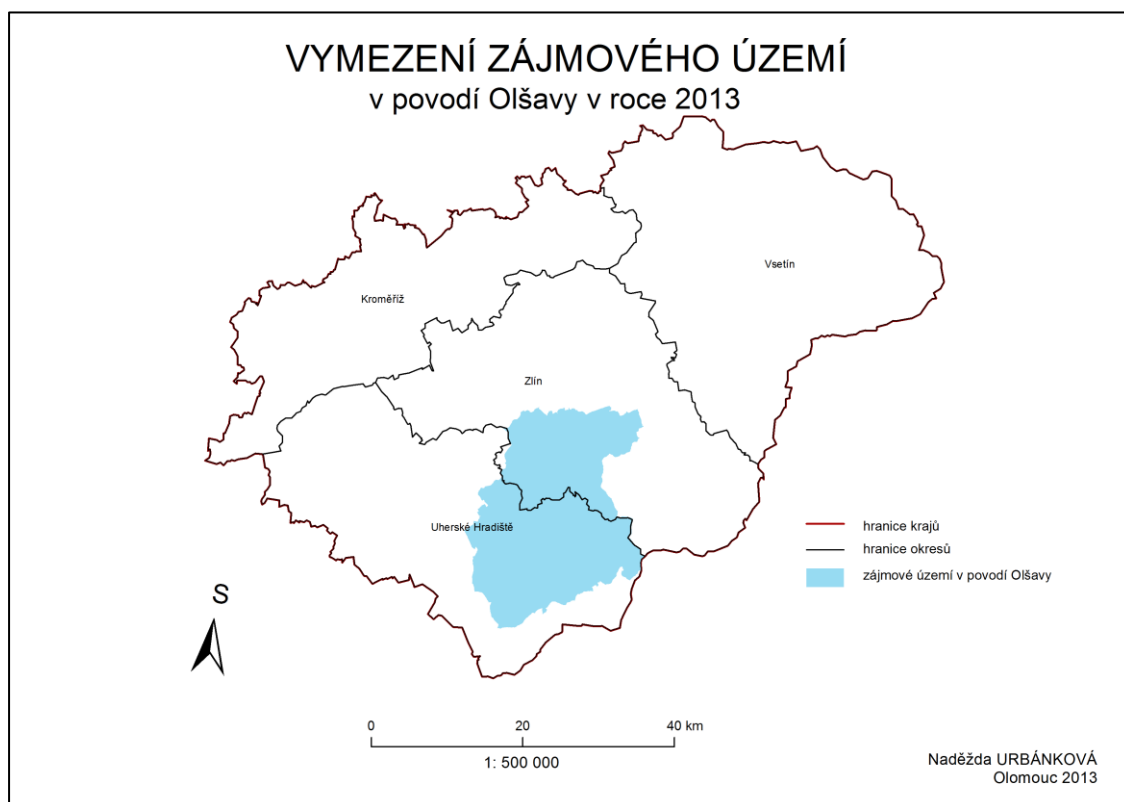 VYMEZENÍ ZÁJMOVÉHO ÚZEMÍ
v povodí Olšavy v roce 2013
Vsetín
Kroměříž
Zlín
Uherské Hradiště
hranice krajů
hranice okresů
zájmové území v povodí Olšavy
S
0 20 40 km
1: 500 000
Naděžda URBÁNKOVÁ
Olomouc 2013